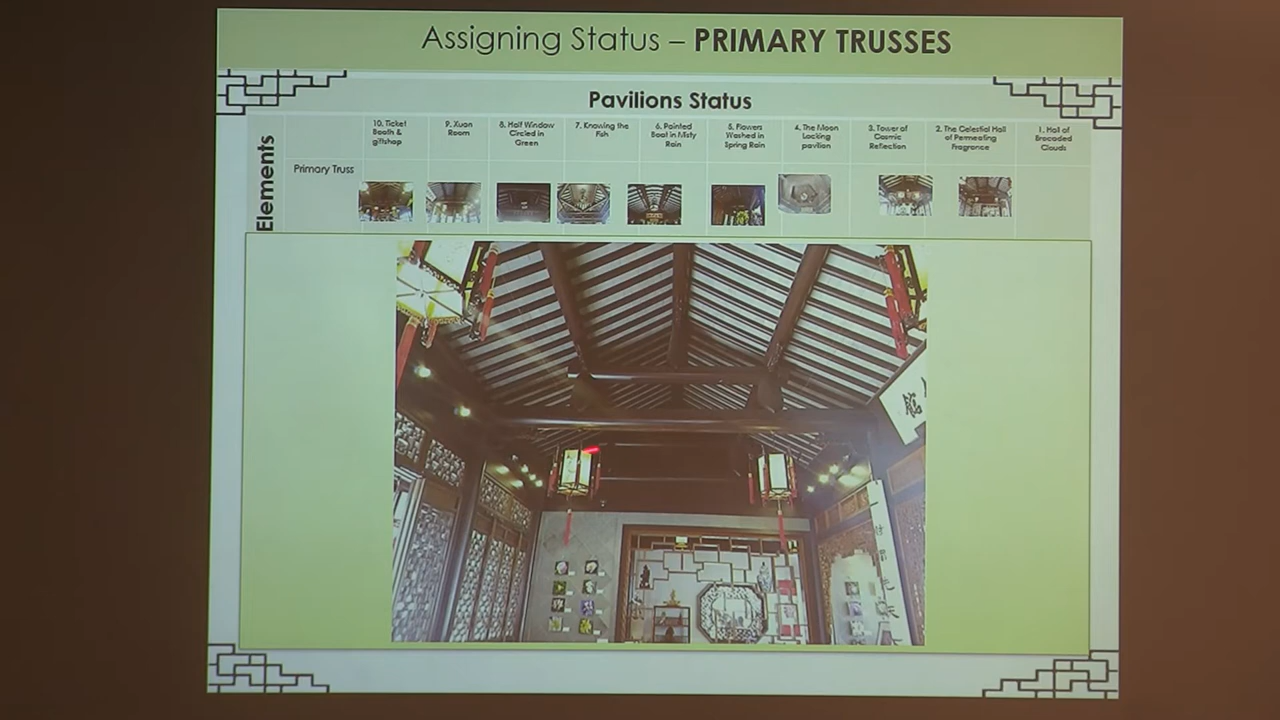 Assigning Status – PRIMARY TRUSSES
Pavilions Status
Elements
10. Ticket
Booth &
giftshop
9. Xuan
Room
8. Half Window
Circled in
Green
7. Knowing the
Fish
6. Painted
Boat in Misty
Rain
5. Flowers
Washed in
Spring Rain
4. The Moon
Locking
pavilion
3. Tower of
Cosmic
Reflection
2. The Celestial Hall
of Permeating
Fragrance
1. Hall of
Brocaded
Clouds
Primary Truss